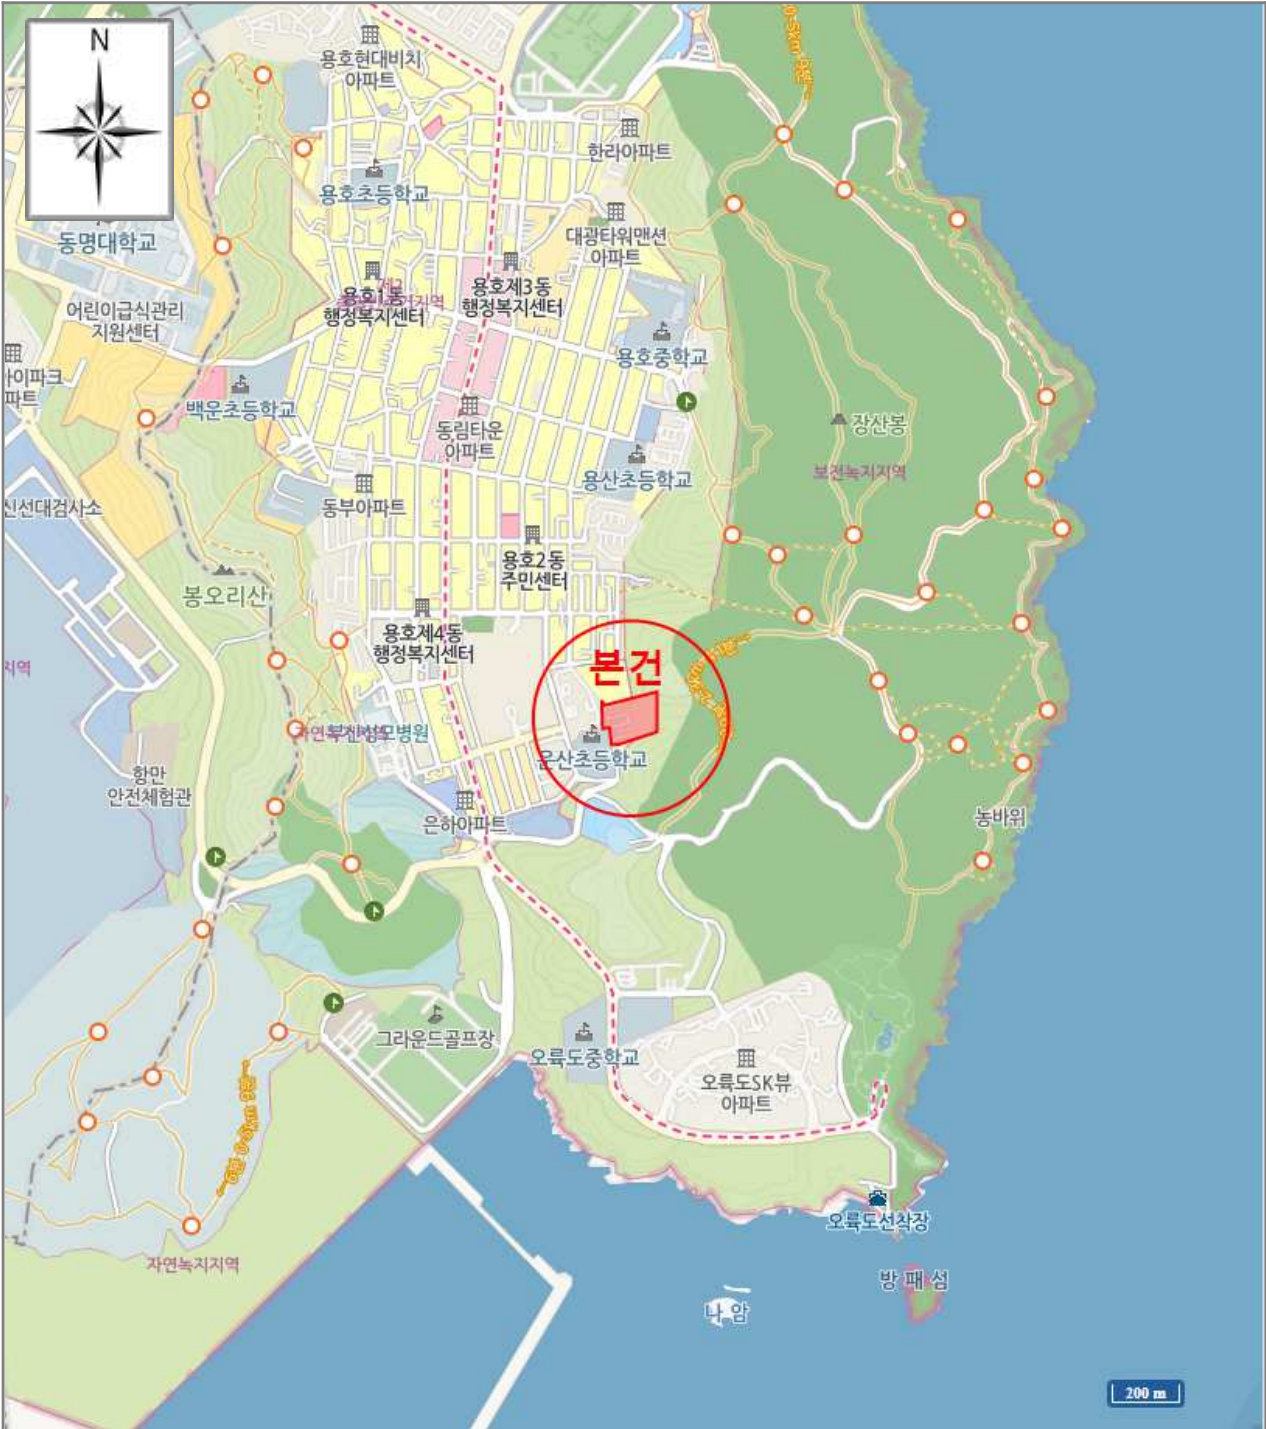 N
용호현대비치
아파트
한라아파트
용호초등학교
대광타워맨션
아파트
동명대학교
용호제3동
행정복지센터
행정복지센터
어린이급식관리
지원센터
용호중학교
아이파크
파트
백운초등학교
동림타운
아파트
장산봉
보전녹지지역
용산초등학교
동부아파트
신선대검사소
용호2동
주민센터
봉오리산
용호제4동
행정복지센터
본건
지역
운산초등학교
항만
안전체험관
은하아파트
농바위
그라운드골프장
오륙도중학교
오륙도SK뷰
아파트
오륙도선착장
자연녹지지역
방패섬
나암
200 m